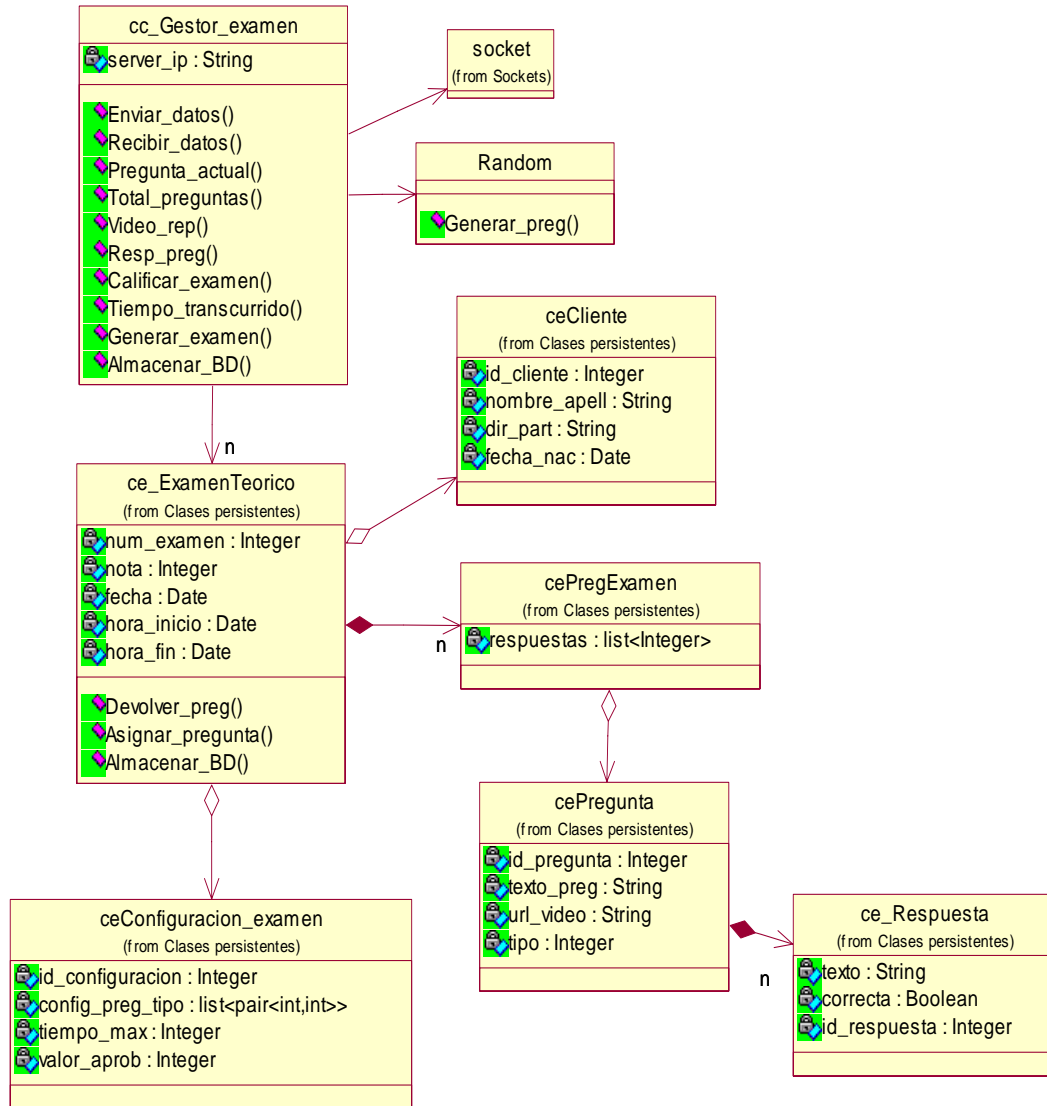 cc_Gestor_examen
server_ip : String
Enviar_datos()
Recibir_datos()
Pregunta_actual()
Total_preguntas()
Video_rep()
Resp_preg()
Calificar_examen()
Tiempo_transcurrido()
Generar_examen()
Almacenar_BD()
socket
(from Sockets)
Random
Generar_preg()
ceCliente
(from Clases persistentes)
id_cliente : Integer
nombre_apell : String
dir_part : String
fecha_nac : Date
n
ce_ExamenTeorico
(from Clases persistentes)
num_examen : Integer
nota : Integer
fecha : Date
hora_inicio : Date
hora_fin : Date
Devolver_preg()
Asignar_pregunta()
Almacenar_BD()
n
cePregExamen
(from Clases persistentes)
respuestas : list<Integer>
cePregunta
(from Clases persistentes)
id_pregunta : Integer
texto_preg : String
url_video : String
tipo : Integer
n
ce_Respuesta
(from Clases persistentes)
texto : String
correcta : Boolean
id_respuesta : Integer
ceConfiguracion_examen
(from Clases persistentes)
id_configuracion : Integer
config_preg_tipo : list<pair<int,int>>
tiempo_max : Integer
valor_aprob : Integer